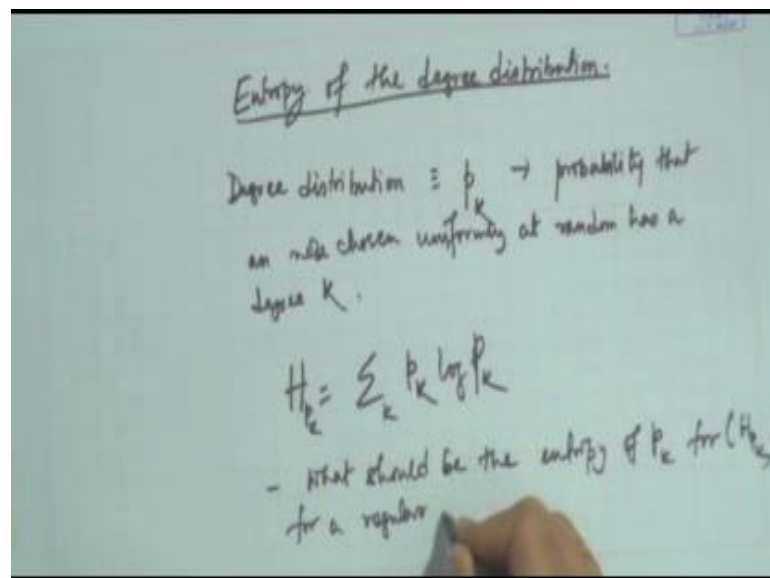 Entropy of the degree distribution.
Degree distribution ≡ p_k → probability that
an node chosen uniformly at random has a
degree K.
H_{p_k} = Σ_k p_k log p_k
- What should be the entropy of p_k for (H_{p_k})
for a regular